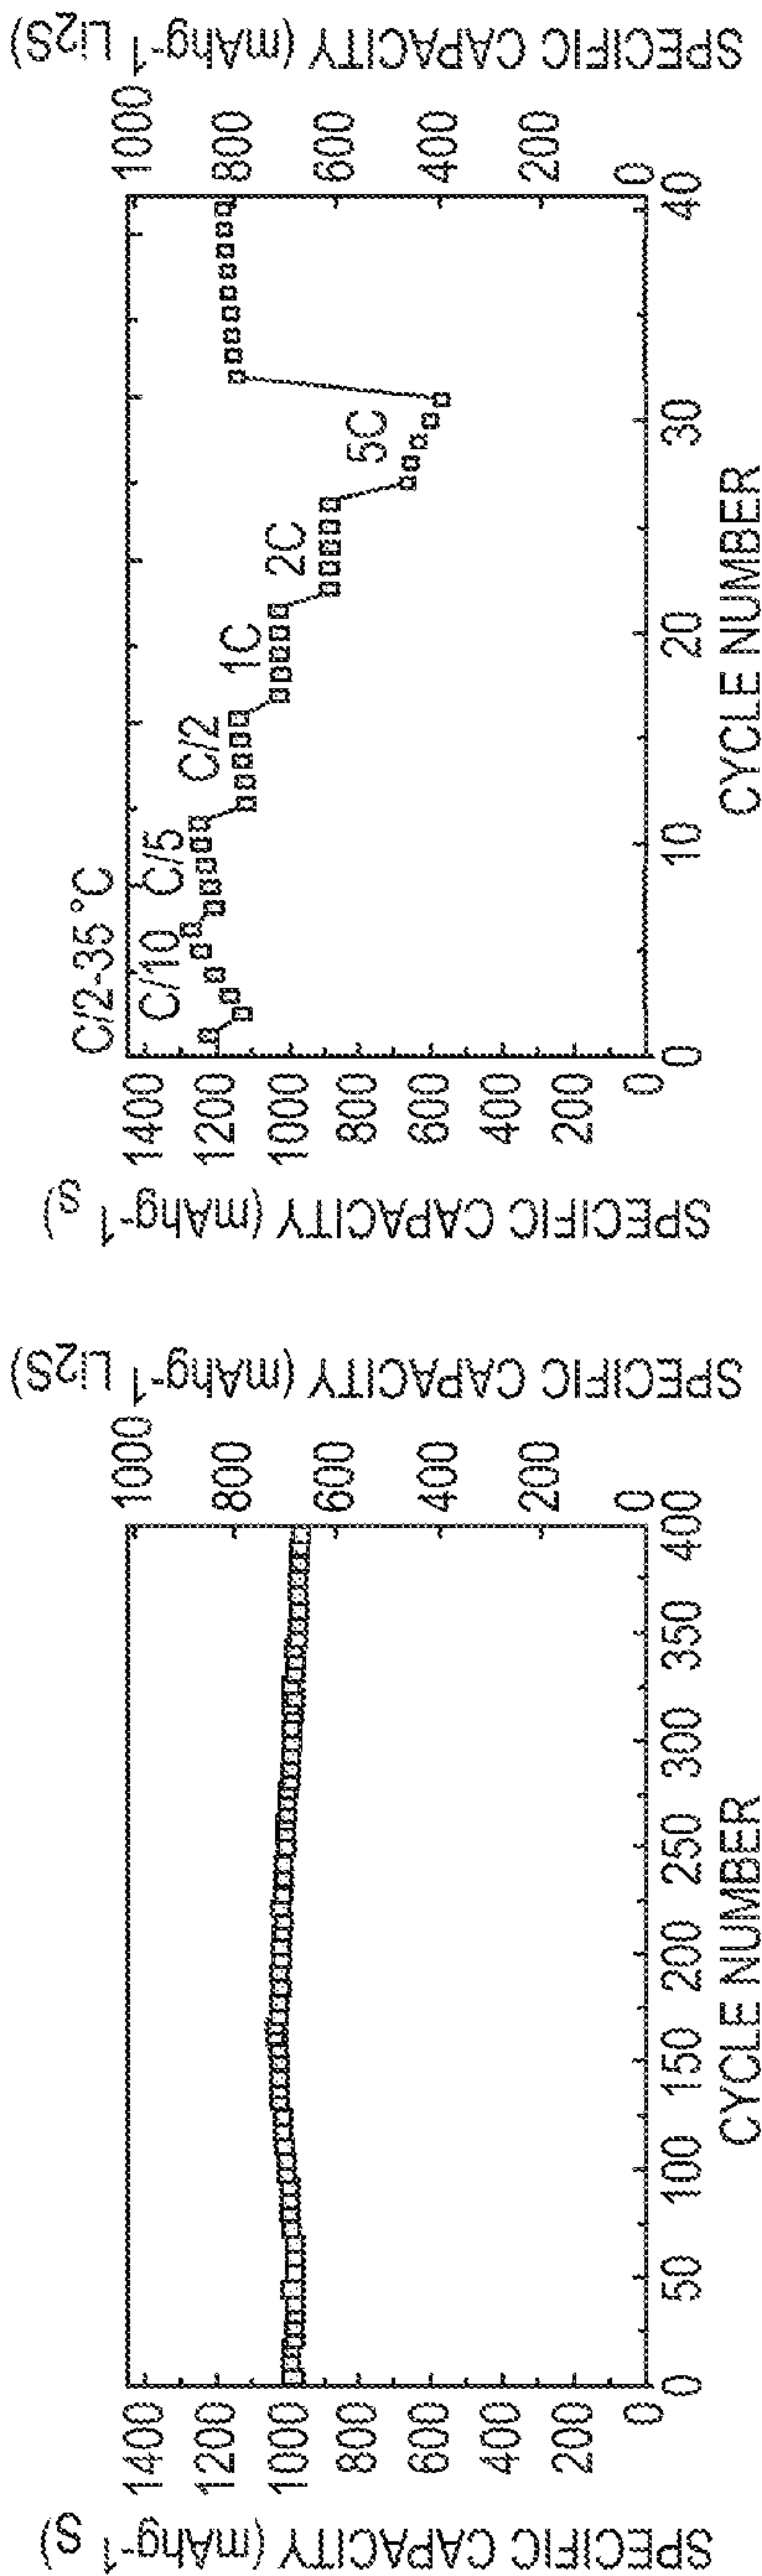 SPECIFIC CAPACITY (mAhg-1 S)
1400
1200
1000
800
600
400
200
0
0 50 100 150 200 250 300 350 400
CYCLE NUMBER
1000
800
600
400
200
0
SPECIFIC CAPACITY (mAhg-1 Li2S)
SPECIFIC CAPACITY (mAhg-1 S)
1400
1200
1000
800
600
400
200
0
C/2-35 °C
C/10
C/5
C/2
1C
2C
5C
0 10 20 30 40
CYCLE NUMBER
1000
800
600
400
200
0
SPECIFIC CAPACITY (mAhg-1 Li2S)